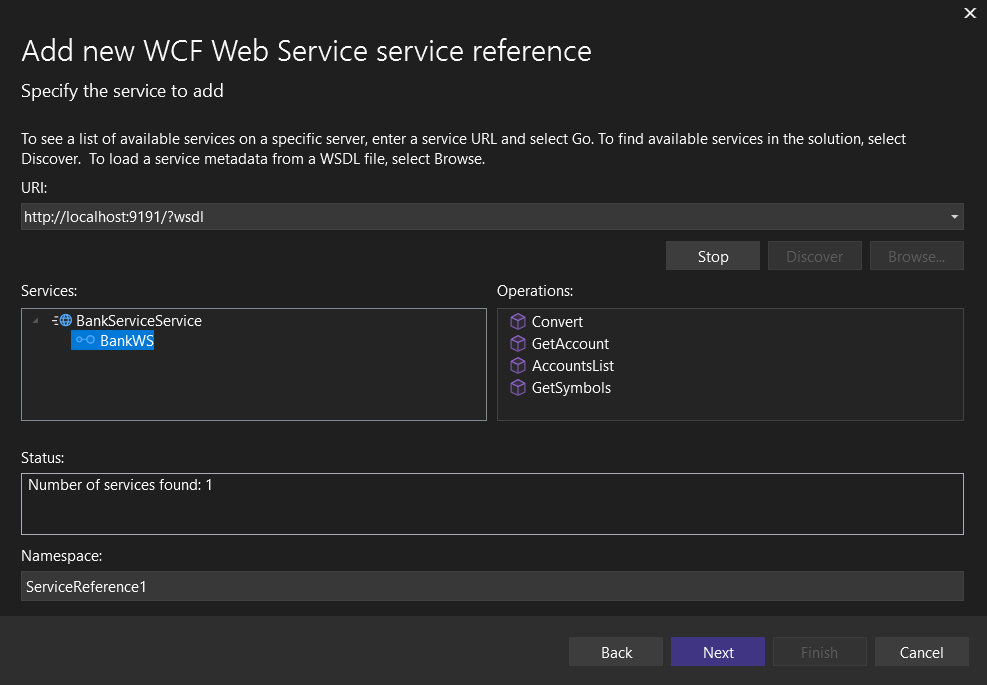 Add new WCF Web Service service reference
Specify the service to add
To see a list of available services on a specific server, enter a service URL and select Go. To find available services in the solution, select
Discover.  To load a service metadata from a WSDL file, select Browse.
URI:
http://localhost:9191/?wsdl
Stop
Discover
Browse...
Services:
BankServiceService
BankWS
Operations:
Convert
GetAccount
AccountsList
GetSymbols
Status:
Number of services found: 1
Namespace:
ServiceReference1
Back
Next
Finish
Cancel